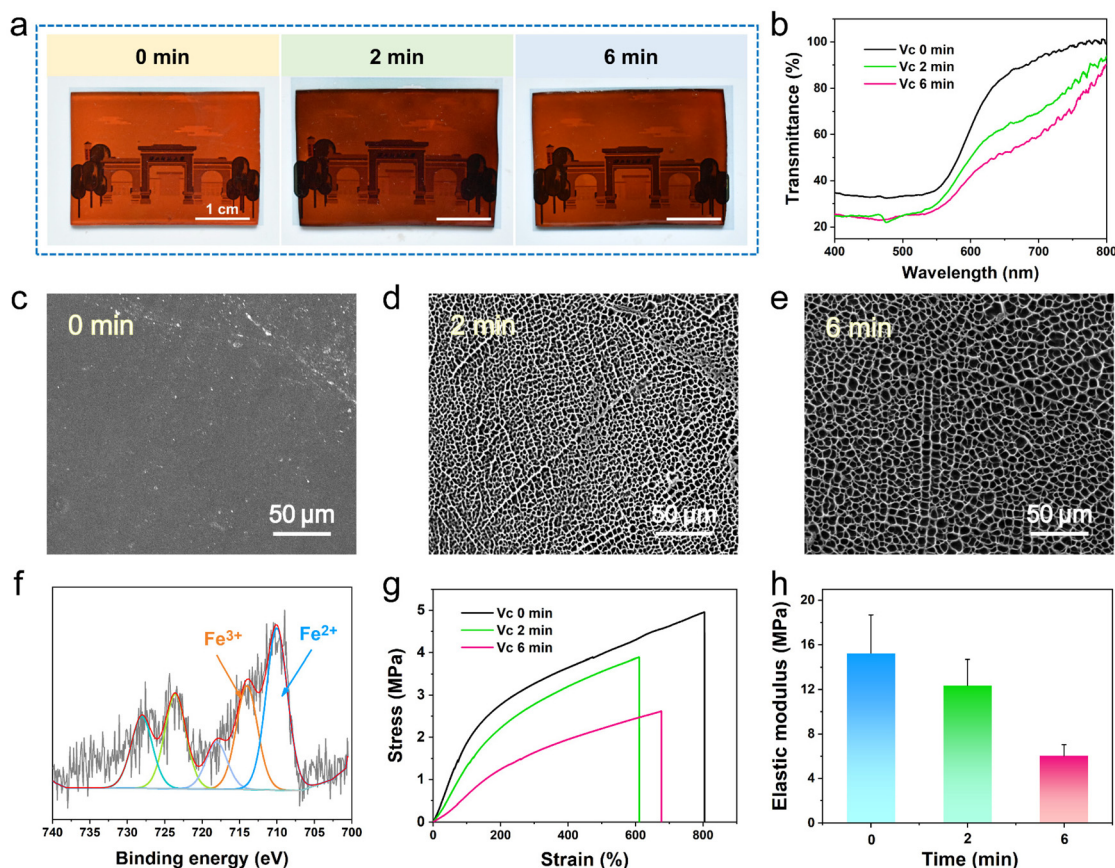 a
0 min
2 min
6 min
1 cm
b
Transmittance (%)
100
80
60
40
20
Vc 0 min
Vc 2 min
Vc 6 min
400
500
600
700
800
Wavelength (nm)
c
0 min
50 μm
d
2 min
50 μm
e
6 min
50 μm
f
Fe3+
Fe2+
740
735
730
725
720
715
710
705
700
Binding energy (eV)
g
Stress (MPa)
5
4
3
2
1
0
Vc 0 min
Vc 2 min
Vc 6 min
0
200
400
600
800
Strain (%)
h
Elastic modulus (MPa)
20
16
12
8
4
0
0
2
6
Time (min)